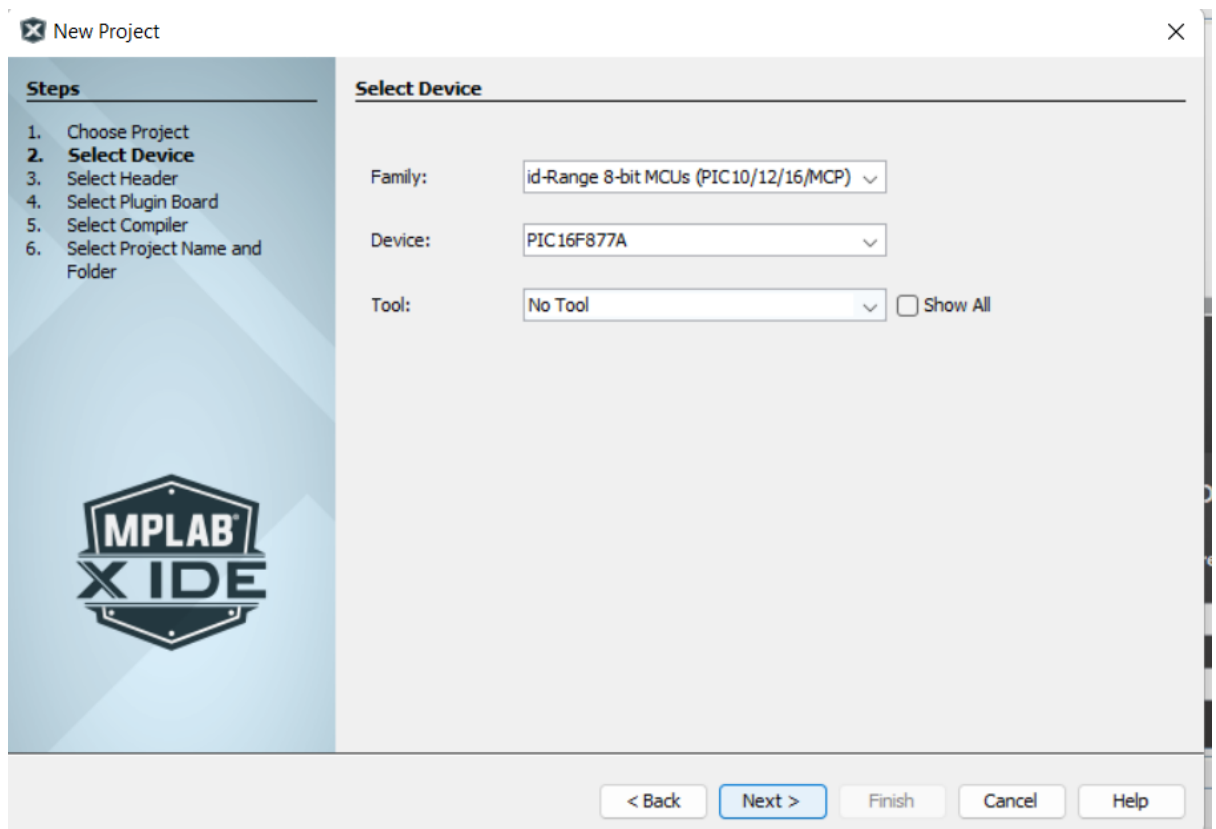 New Project
Steps
1. Choose Project
2. Select Device
3. Select Header
4. Select Plugin Board
5. Select Compiler
6. Select Project Name and
Folder
MPLAB®
X IDE
Select Device
Family: id-Range 8-bit MCUs (PIC10/12/16/MCP)
Device: PIC16F877A
Tool: No Tool Show All
< Back Next > Finish Cancel Help